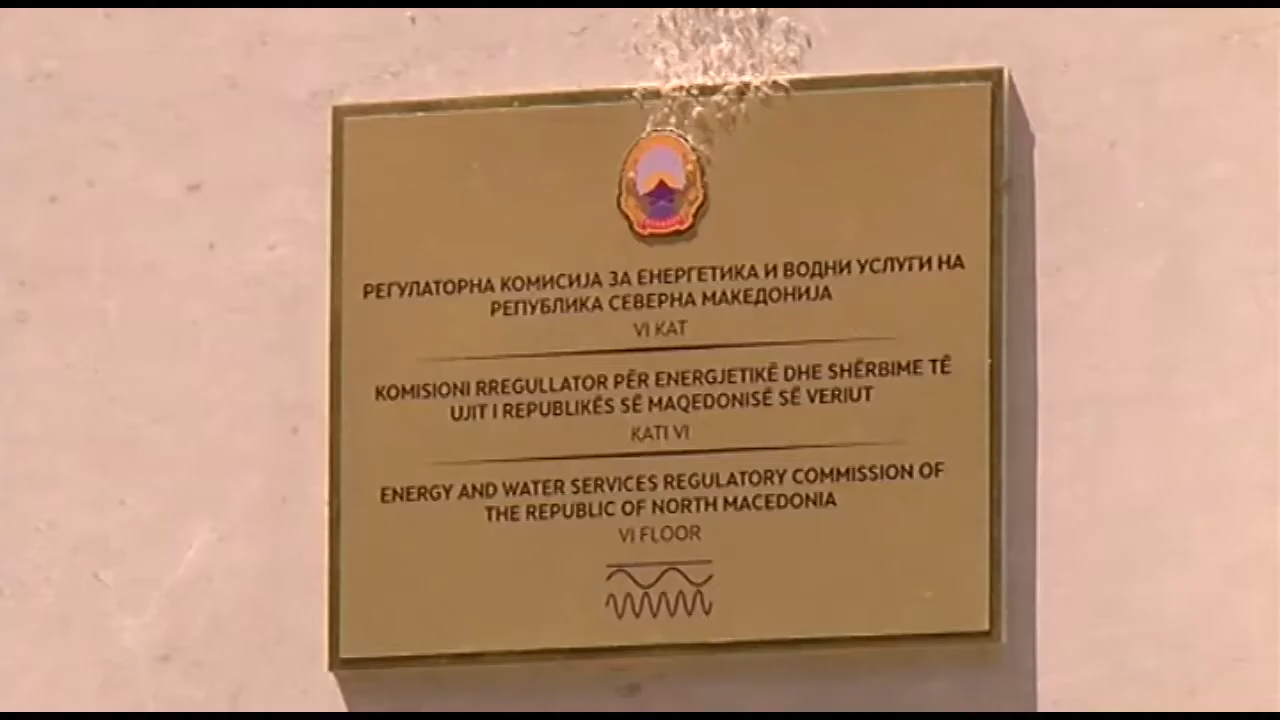 РЕГУЛАТОРНА КОМИСИЈА ЗА ЕНЕРГЕТИКА И ВОДНИ УСЛУГИ НА
РЕПУБЛИКА СЕВЕРНА МАКЕДОНИЈА
VI КАТ
KOMISIONI RREGULLATOR PËR ENERGJETIKË DHE SHËRBIME TË
UJIT I REPUBLIKËS SË MAQEDONISË SË VERIUT
KATI VI
ENERGY AND WATER SERVICES REGULATORY COMMISSION OF
THE REPUBLIC OF NORTH MACEDONIA
VI FLOOR